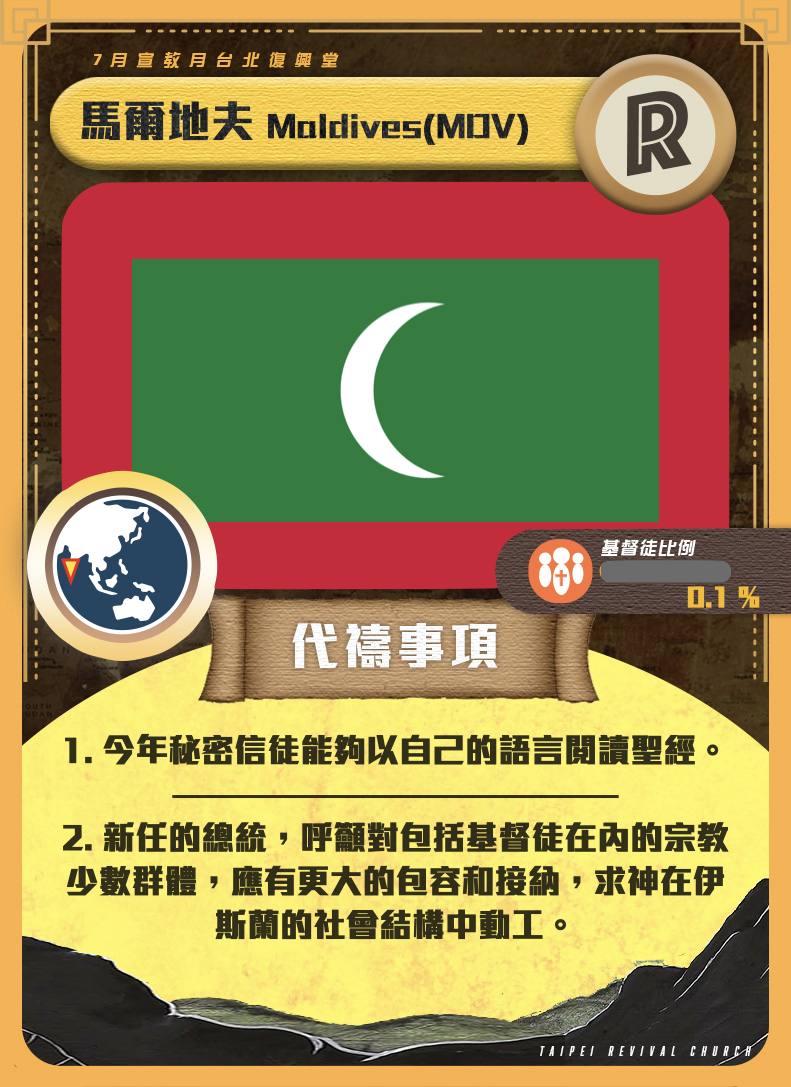 7月宣教月台北復興堂
馬爾地夫 Maldives(MDV)
R
基督徒比例
0.1 %
代禱事項
1. 今年秘密信徒能夠以自己的語言閱讀聖經。
2. 新任的總統，呼籲對包括基督徒在內的宗教
少數群體，應有更大的包容和接納，求神在伊
斯蘭的社會結構中動工。
TAIPEI REVIVAL CHURCH